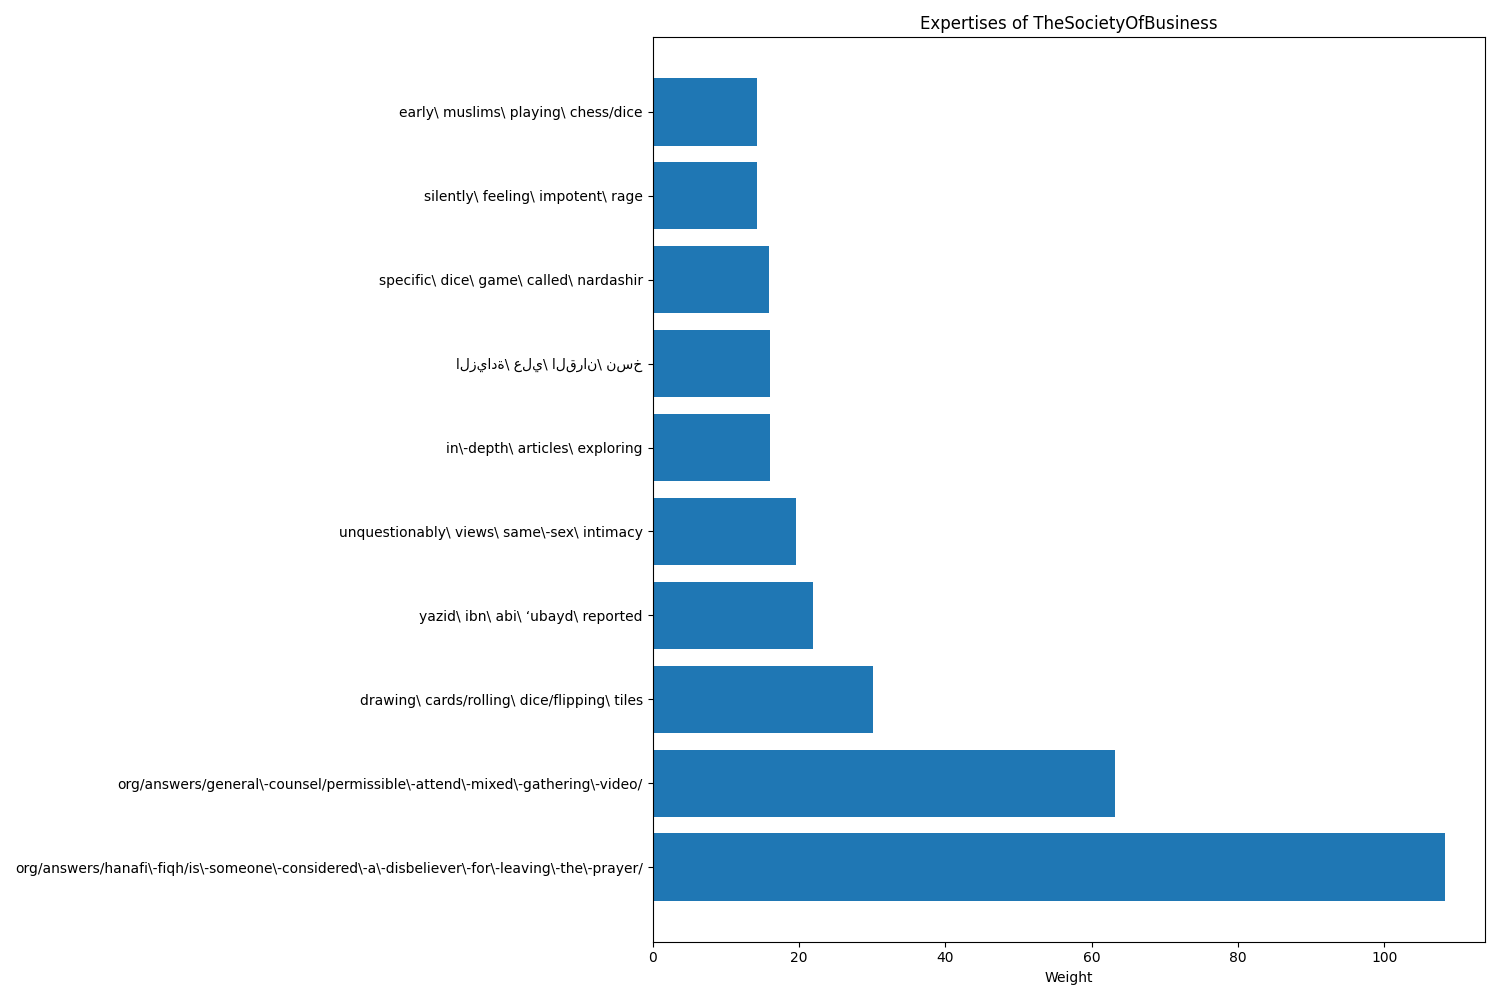 Expertises of TheSocietyOfBusiness
early\ muslims\ playing\ chess/dice
silently\ feeling\ impotent\ rage
specific\ dice\ game\ called\ nardashir
الزيادة\ علي\ القران\ نسخ
in\-depth\ articles\ exploring
unquestionably\ views\ same\-sex\ intimacy
yazid\ ibn\ abi\ ‘ubayd\ reported
drawing\ cards/rolling\ dice/flipping\ tiles
org/answers/general\-counsel/permissible\-attend\-mixed\-gathering\-video/
org/answers/hanafi\-fiqh/is\-someone\-considered\-a\-disbeliever\-for\-leaving\-the\-prayer/
0 20 40 60 80 100
Weight